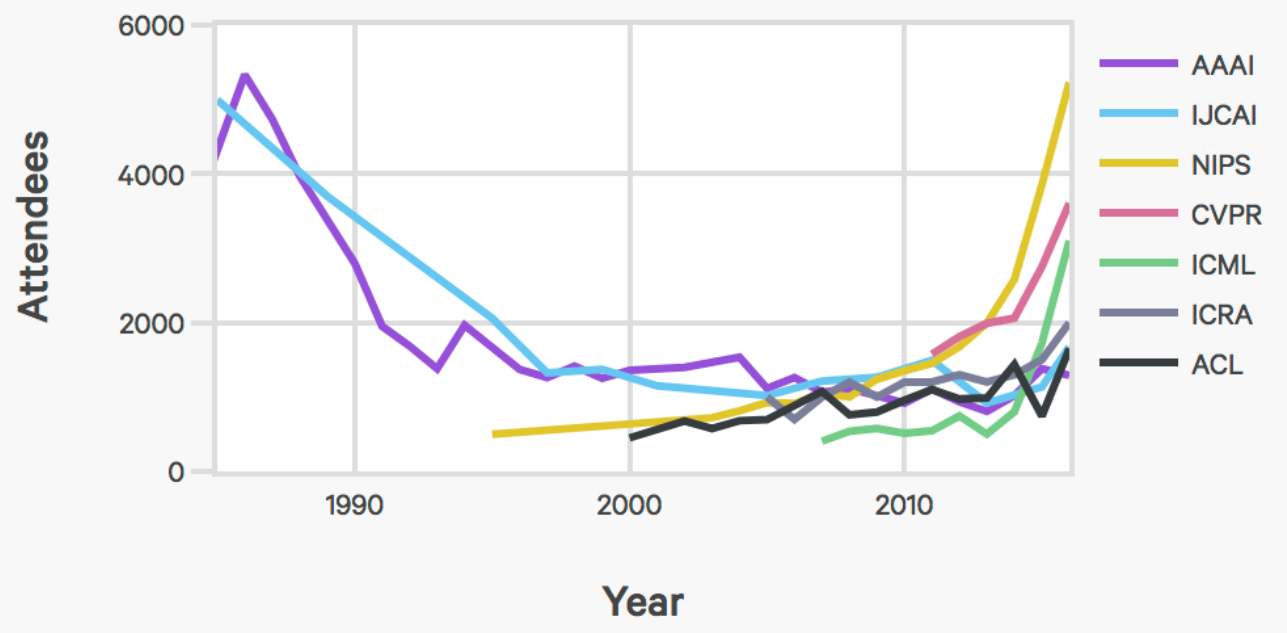 6000
4000
2000
0
Attendees
1990 2000 2010
Year
AAAI
IJCAI
NIPS
CVPR
ICML
ICRA
ACL